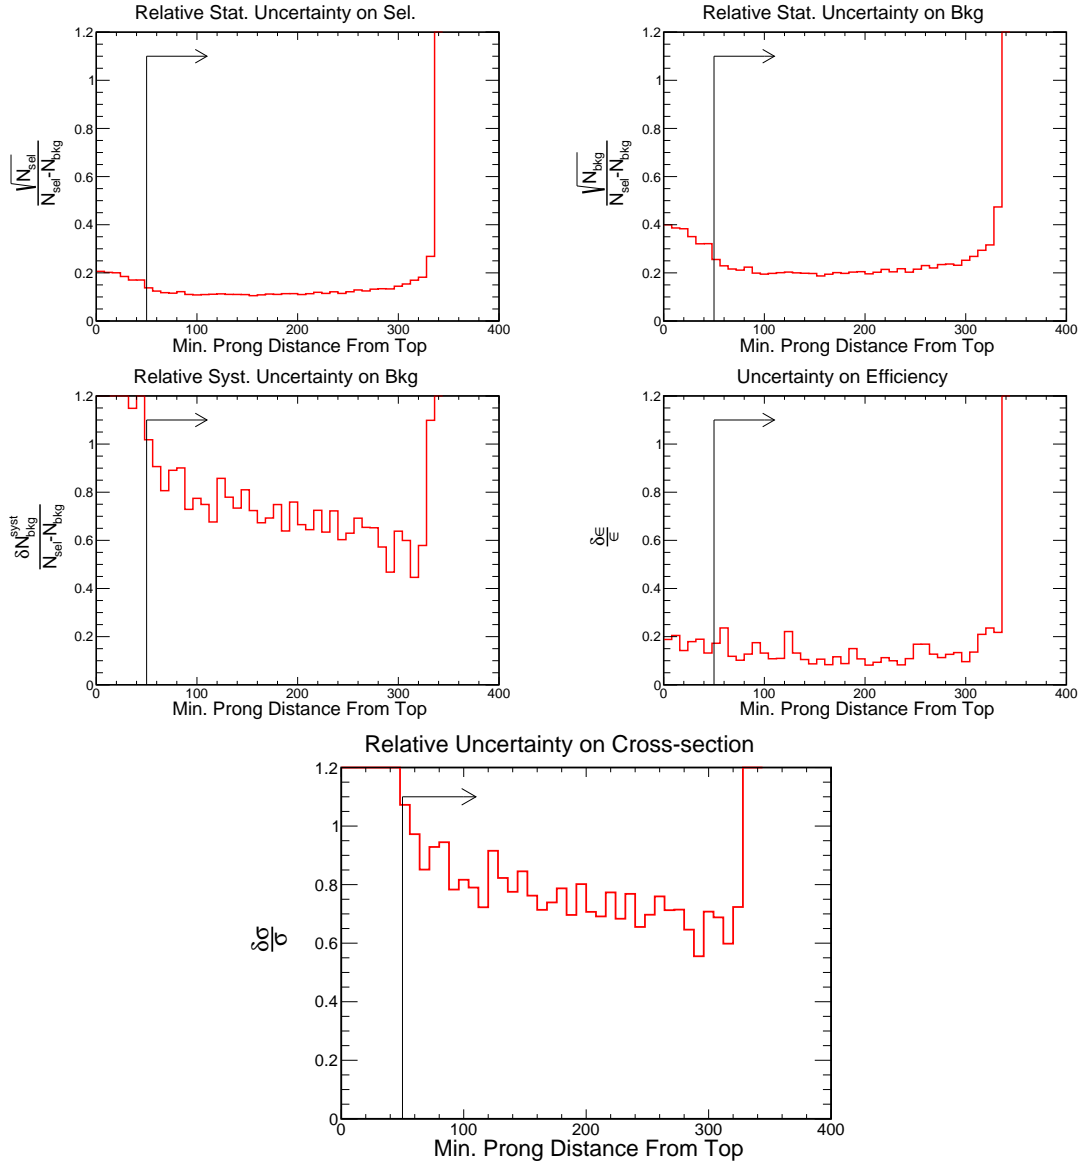 Relative Stat. Uncertainty on Sel.
1.2
1
0.8
0.6
0.4
0.2
0
√N_sel
N_sel-N_bkg
0 100 200 300 400
Min. Prong Distance From Top
Relative Stat. Uncertainty on Bkg
1.2
1
0.8
0.6
0.4
0.2
0
√N_bkg
N_sel-N_bkg
0 100 200 300 400
Min. Prong Distance From Top
Relative Syst. Uncertainty on Bkg
1.2
1
0.8
0.6
0.4
0.2
0
δN_bkg^syst
N_sel-N_bkg
0 100 200 300 400
Min. Prong Distance From Top
Uncertainty on Efficiency
1.2
1
0.8
0.6
0.4
0.2
0
δ∈
∈
0 100 200 300 400
Min. Prong Distance From Top
Relative Uncertainty on Cross-section
1.2
1
0.8
0.6
0.4
0.2
0
δσ
σ
0 100 200 300 400
Min. Prong Distance From Top